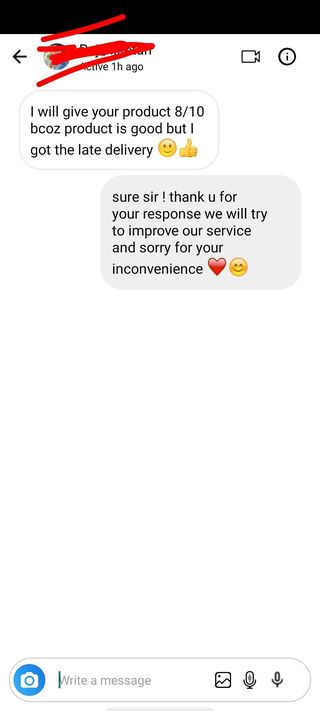 Active 1h ago
I will give your product 8/10
bcoz product is good but I
got the late delivery 🙂👍
sure sir ! thank u for
your response we will try
to improve our service
and sorry for your
inconvenience ❤️😊
Write a message